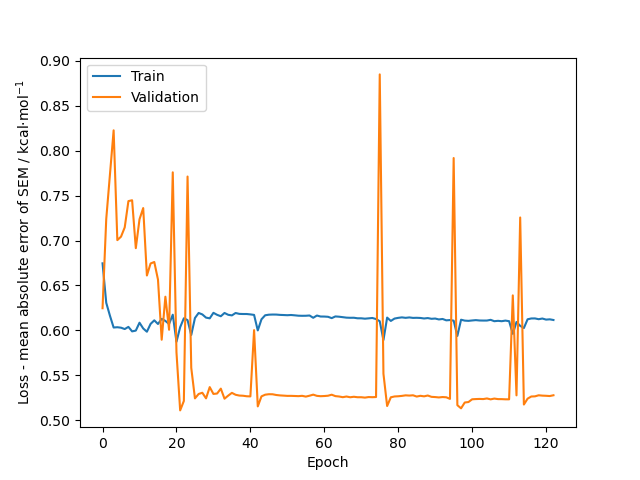 Train
Validation
0.90
0.85
0.80
0.75
0.70
0.65
0.60
0.55
0.50
Loss - mean absolute error of SEM / kcal·mol⁻¹
0 20 40 60 80 100 120
Epoch